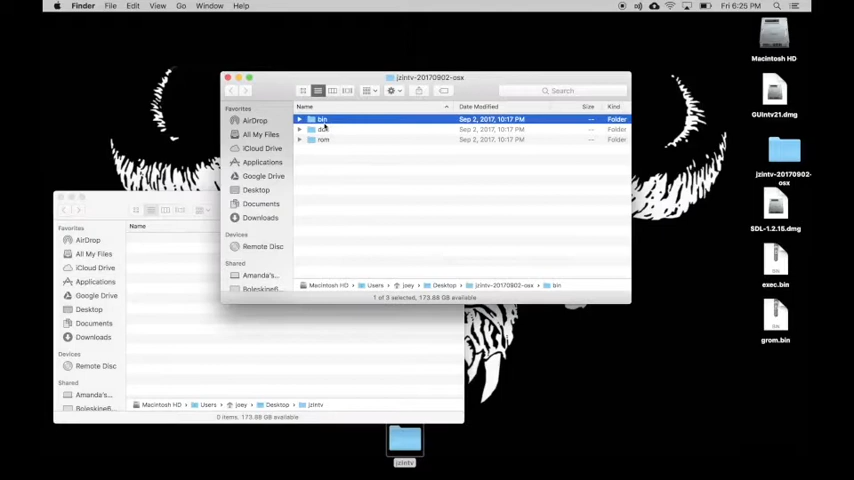 Finder File Edit View Go Window Help
Fri 6:25 PM
jzintv-20170902-osx
Search
Favorites
AirDrop
All My Files
iCloud Drive
Applications
Google Drive
Desktop
Documents
Downloads
Devices
Remote Disc
Shared
Amanda's...
Boleskine6...
Name Date Modified Size Kind
bin Sep 2, 2017, 10:17 PM -- Folder
Sep 2, 2017, 10:17 PM -- Folder
rom Sep 2, 2017, 10:17 PM -- Folder
Macintosh HD Users joey Desktop jzintv-20170902-osx bin
1 of 3 selected, 173.88 GB available
Favorites
AirDrop
All My Files
iCloud Drive
Applications
Google Drive
Desktop
Documents
Downloads
Devices
Remote Disc
Shared
Amanda's...
Boleskine6...
Name
Macintosh HD Users joey Desktop jzintv
0 items, 173.88 GB available
jzintv
Macintosh HD
GUIntv21.dmg
jzintv-20170902-
osx
SDL-1.2.15.dmg
exec.bin
grom.bin